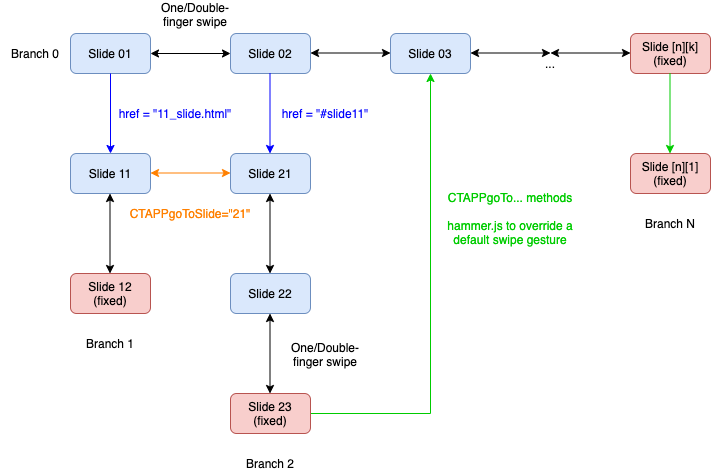 One/Double-
finger swipe
Branch 0
Slide 01
Slide 02
Slide 03
...
Slide [n][k]
(fixed)
href = "11_slide.html"
href = "#slide11"
Slide 11
Slide 21
Slide [n][1]
(fixed)
CTAPPgoToSlide="21"
CTAPPgoTo... methods
hammer.js to override a
default swipe gesture
Branch N
Slide 12
(fixed)
Slide 22
Branch 1
One/Double-
finger swipe
Slide 23
(fixed)
Branch 2